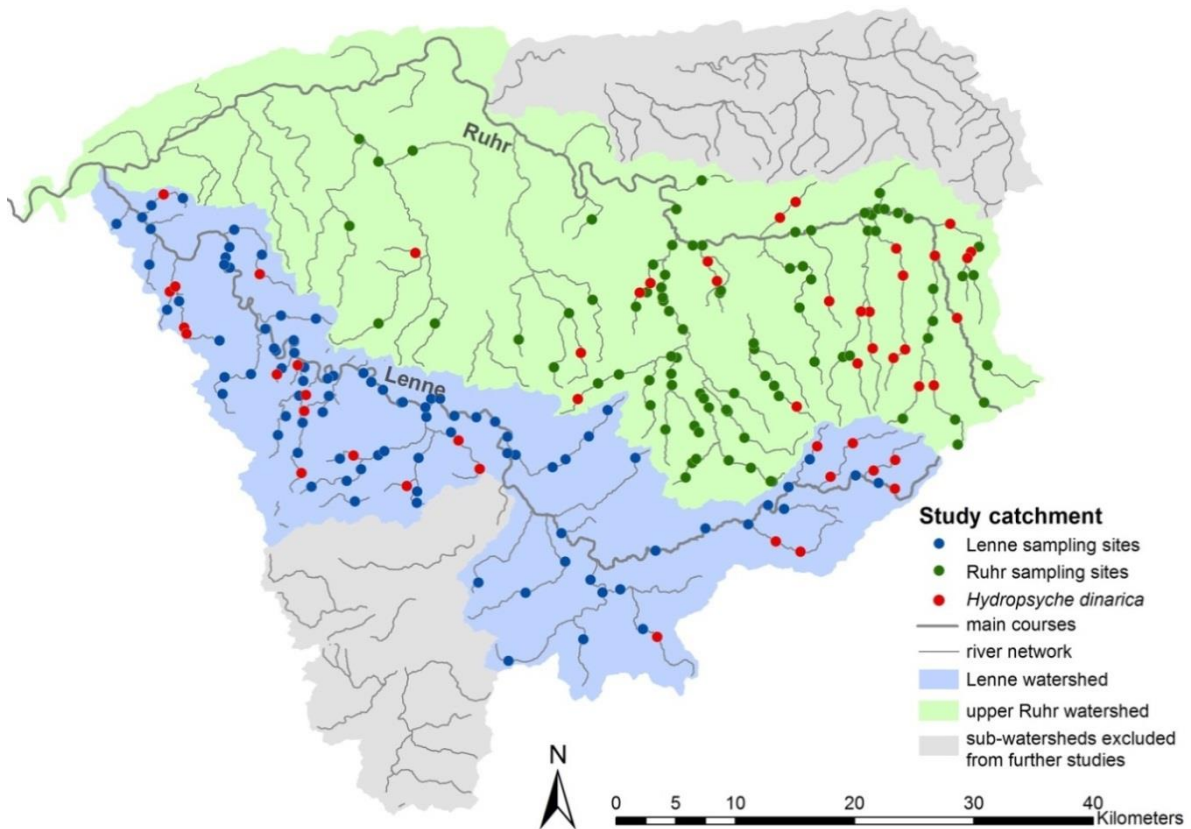 Ruhr
Lenne
Study catchment
Lenne sampling sites
Ruhr sampling sites
Hydropsyche dinarica
main courses
river network
Lenne watershed
upper Ruhr watershed
sub-watersheds excluded
from further studies
N
0 5 10 20 30 40
Kilometers